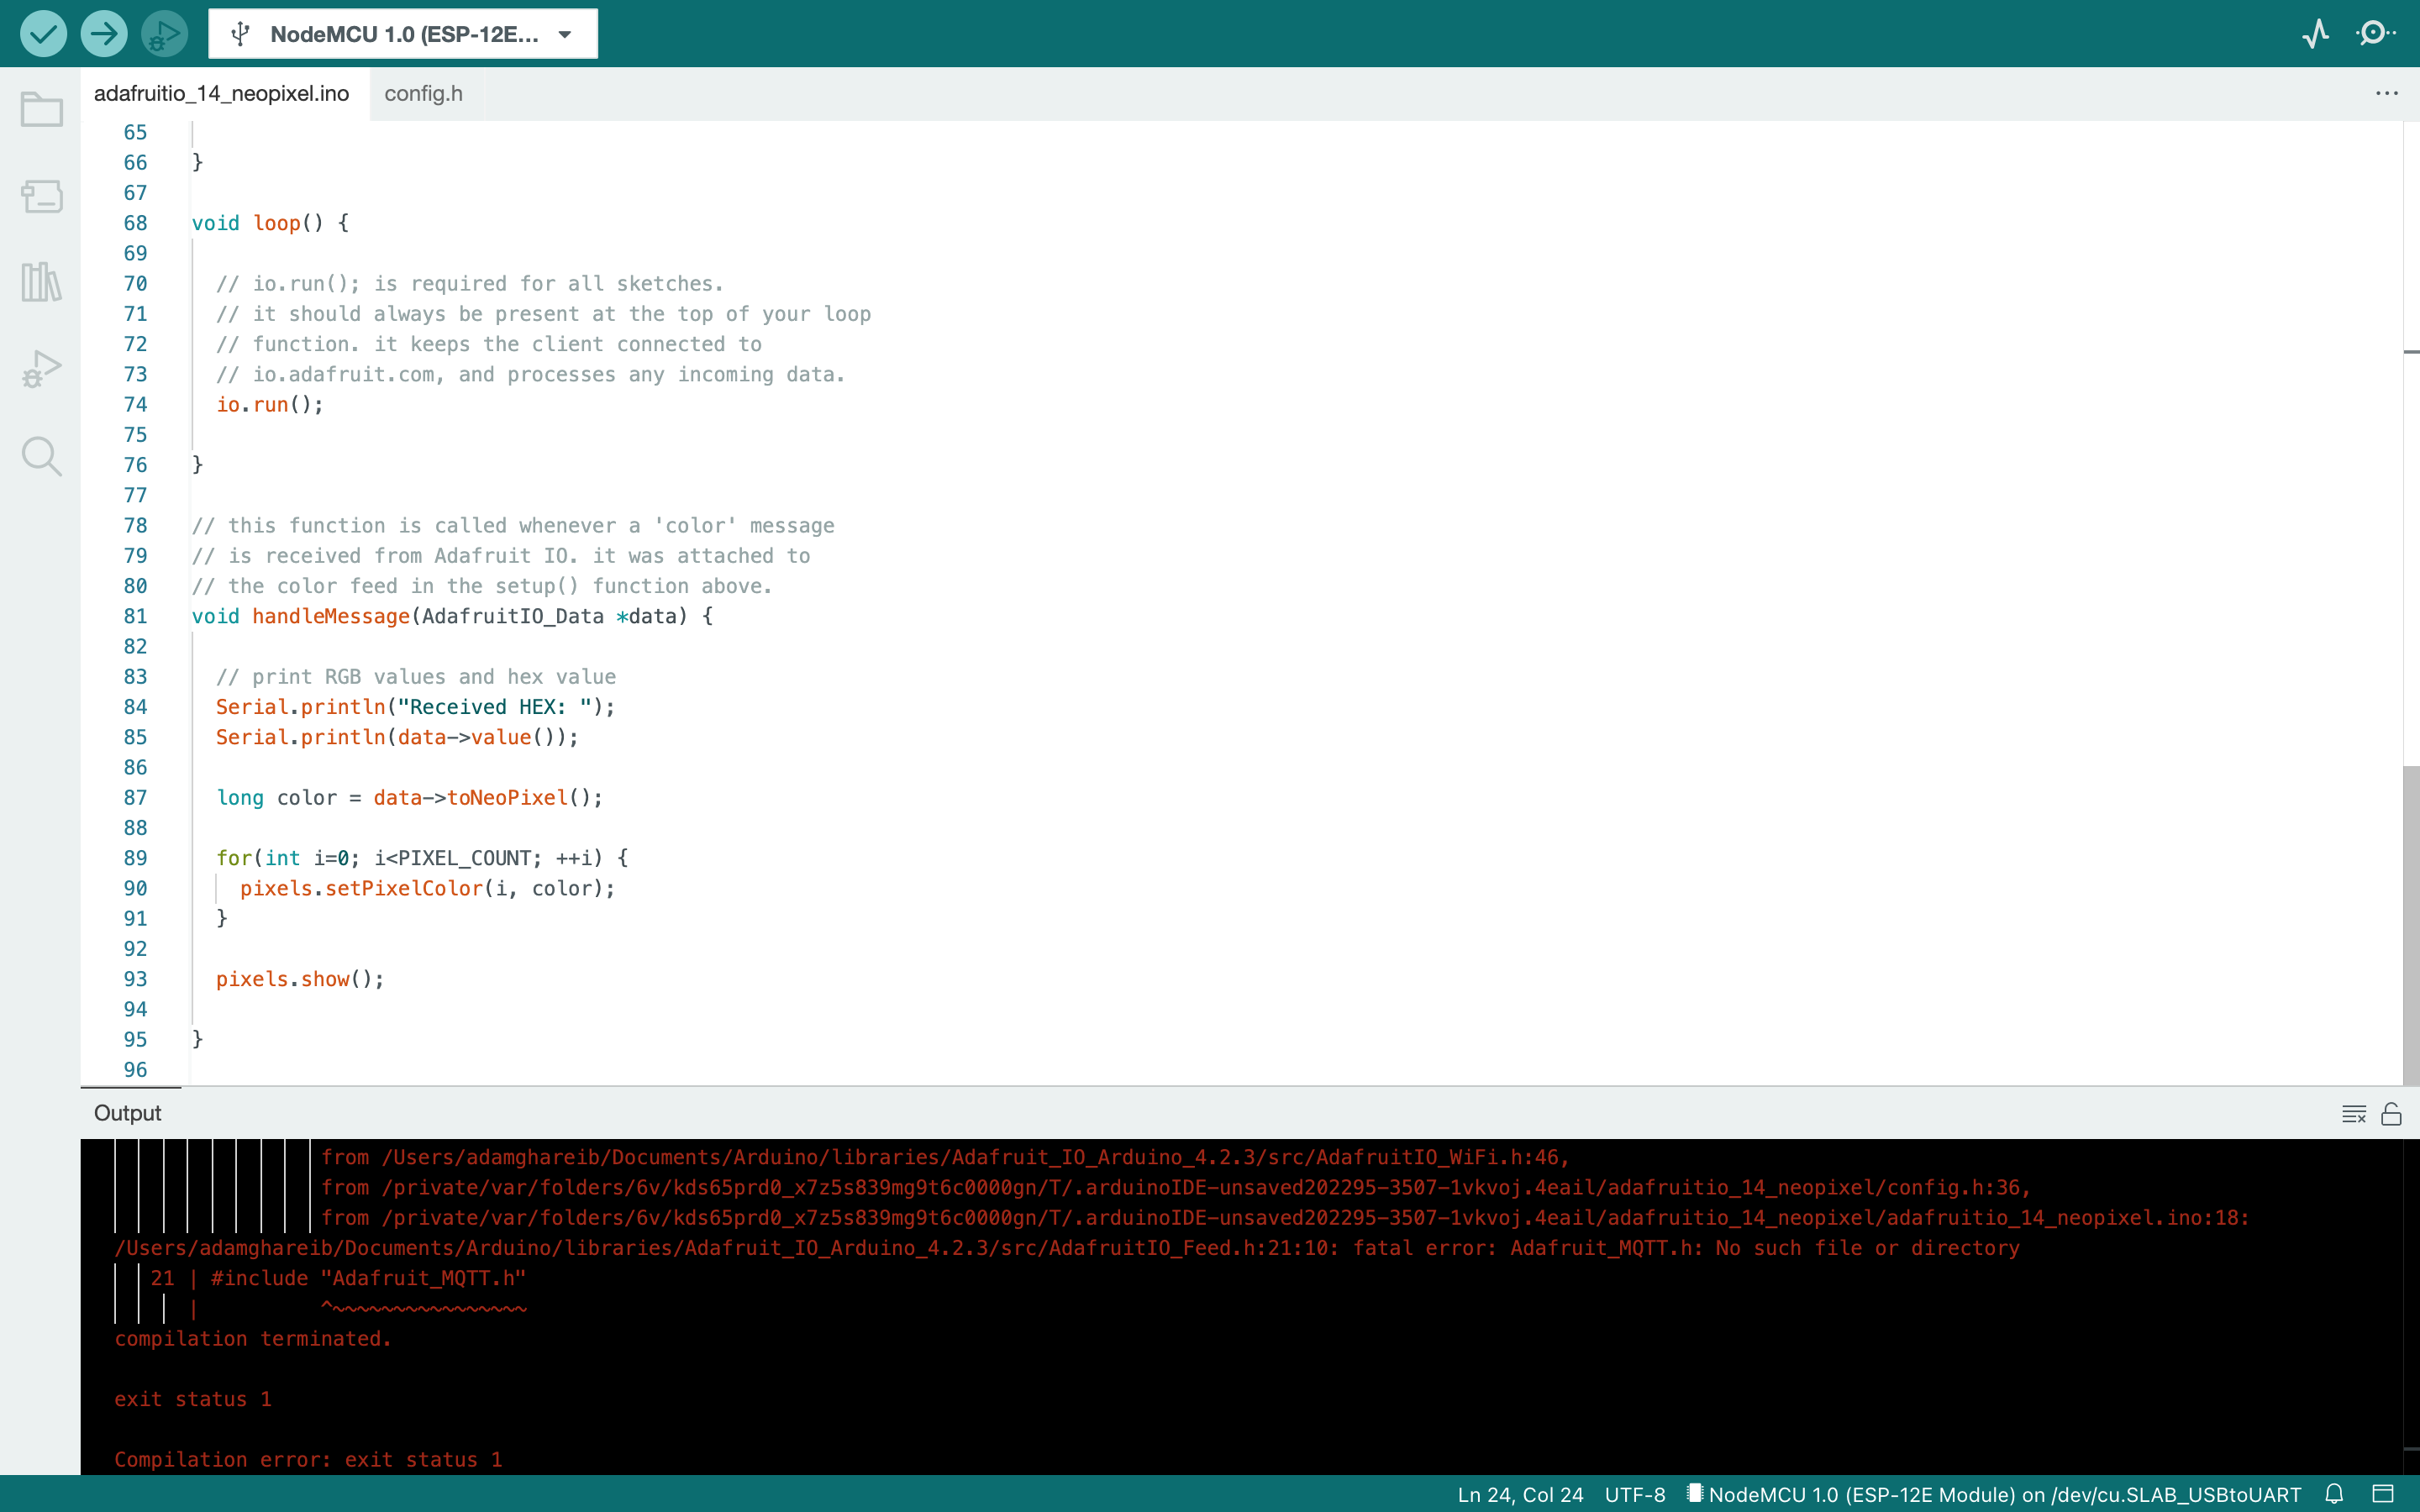 NodeMCU 1.0 (ESP-12E...
adafruitio_14_neopixel.ino config.h
65
66 }
67
68 void loop() {
69
70 // io.run(); is required for all sketches.
71 // it should always be present at the top of your loop
72 // function. it keeps the client connected to
73 // io.adafruit.com, and processes any incoming data.
74 io.run();
75
76 }
77
78 // this function is called whenever a 'color' message
79 // is received from Adafruit IO. it was attached to
80 // the color feed in the setup() function above.
81 void handleMessage(AdafruitIO_Data *data) {
82
83 // print RGB values and hex value
84 Serial.println("Received HEX: ");
85 Serial.println(data->value());
86
87 long color = data->toNeoPixel();
88
89 for(int i=0; i<PIXEL_COUNT; ++i) {
90 pixels.setPixelColor(i, color);
91 }
92
93 pixels.show();
94
95 }
96
Output
from /Users/adamghareib/Documents/Arduino/libraries/Adafruit_IO_Arduino_4.2.3/src/AdafruitIO_WiFi.h:46,
from /private/var/folders/6v/kds65prd0_x7z5s839mg9t6c0000gn/T/.arduinoIDE-unsaved202295-3507-1vkvoj.4eail/adafruitio_14_neopixel/config.h:36,
from /private/var/folders/6v/kds65prd0_x7z5s839mg9t6c0000gn/T/.arduinoIDE-unsaved202295-3507-1vkvoj.4eail/adafruitio_14_neopixel/adafruitio_14_neopixel.ino:18:
/Users/adamghareib/Documents/Arduino/libraries/Adafruit_IO_Arduino_4.2.3/src/AdafruitIO_Feed.h:21:10: fatal error: Adafruit_MQTT.h: No such file or directory
21 | #include "Adafruit_MQTT.h"
| ^~~~~~~~~~~~~~~~~
compilation terminated.
exit status 1
Compilation error: exit status 1
Ln 24, Col 24 UTF-8 NodeMCU 1.0 (ESP-12E Module) on /dev/cu.SLAB_USBtoUART